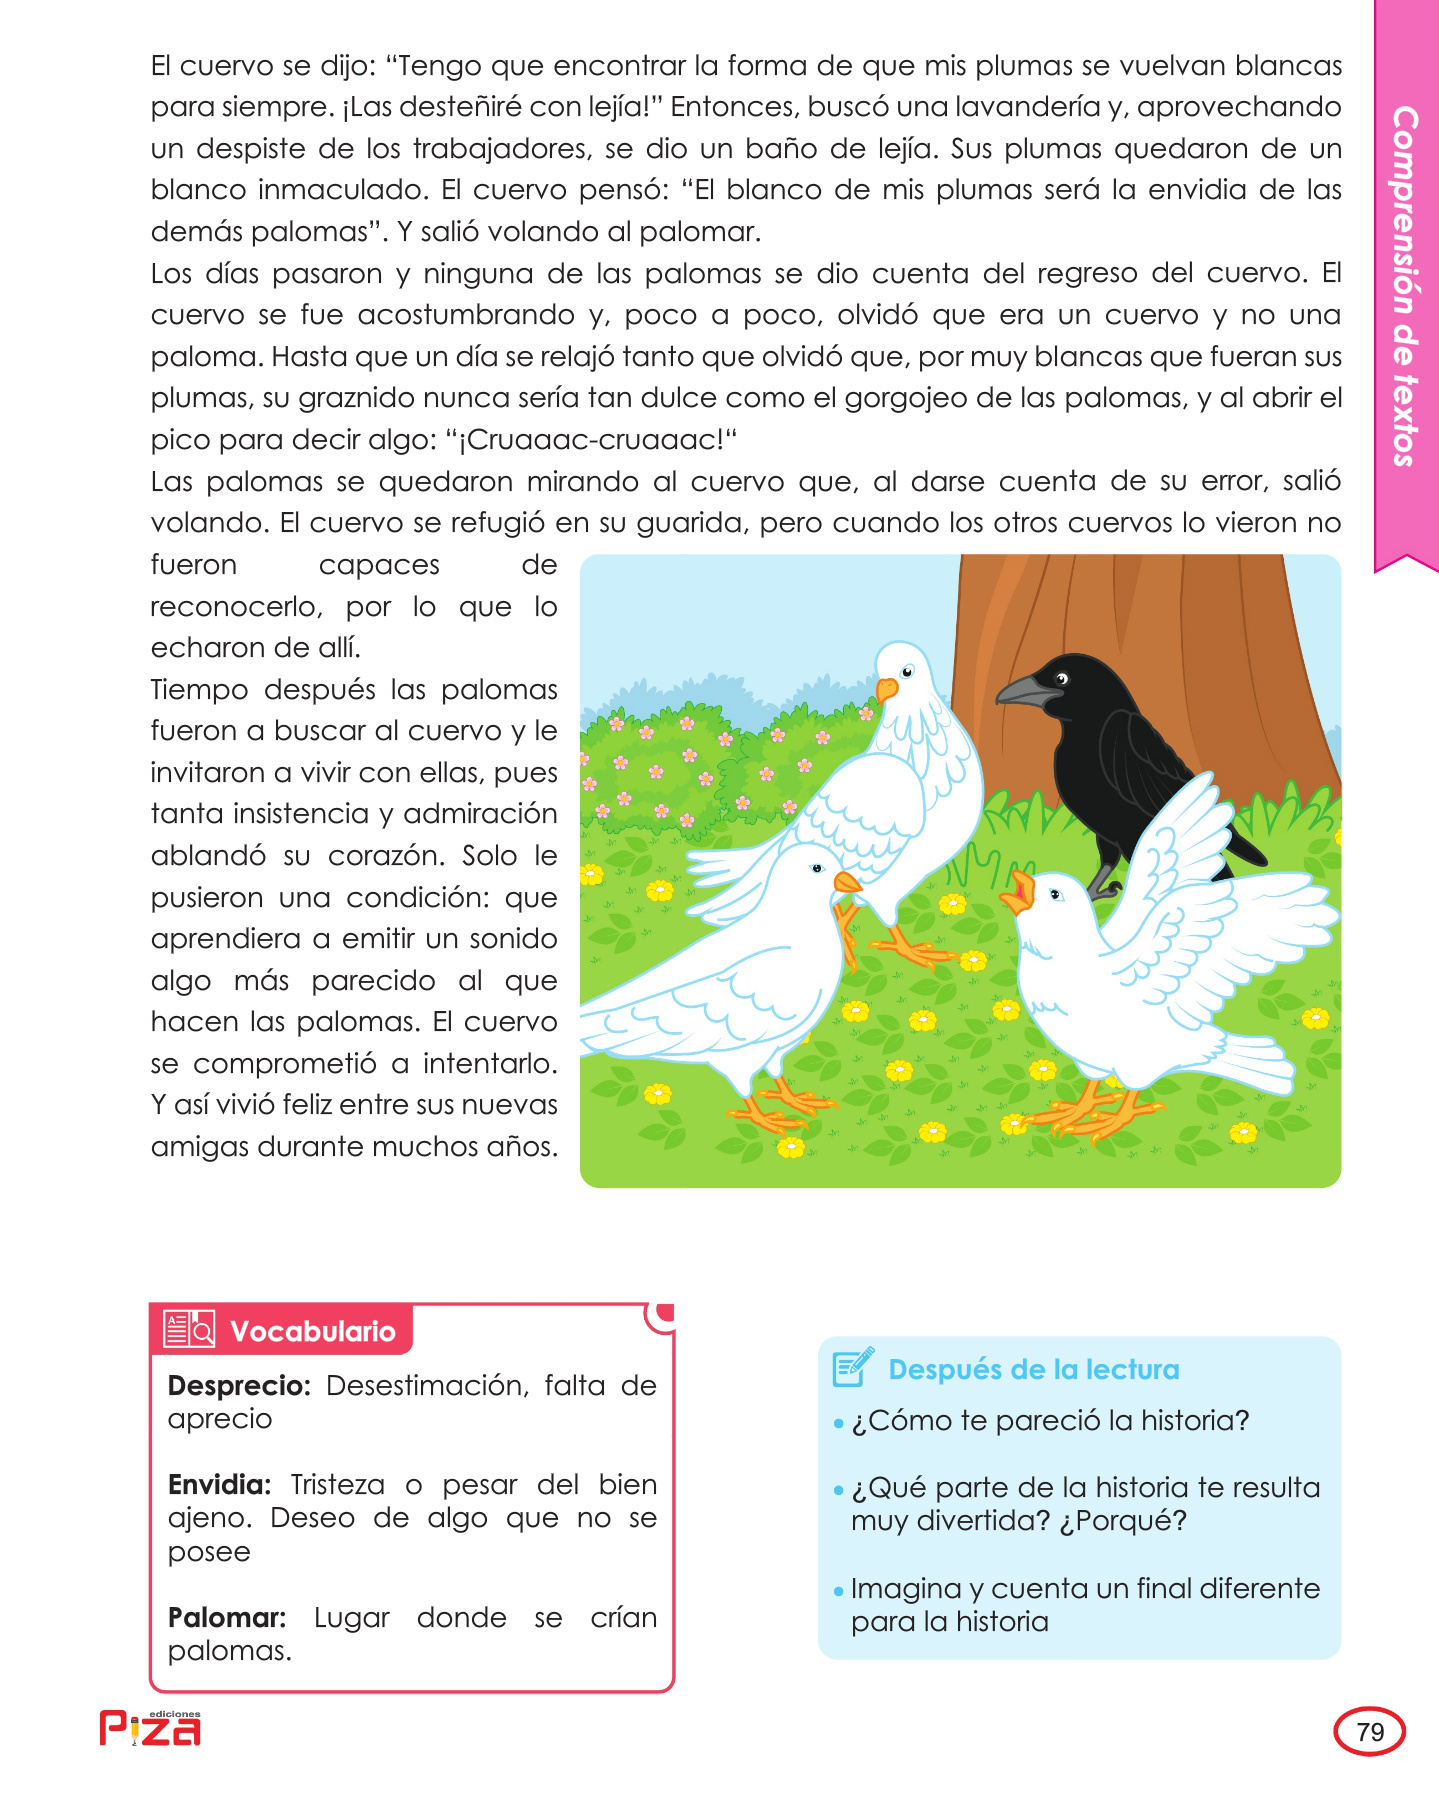 El cuervo se dijo: “Tengo que encontrar la forma de que mis plumas se vuelvan blancas
para siempre. ¡Las desteñiré con lejía!” Entonces, buscó una lavandería y, aprovechando
un despiste de los trabajadores, se dio un baño de lejía. Sus plumas quedaron de un
blanco inmaculado. El cuervo pensó: “El blanco de mis plumas será la envidia de las
demás palomas”. Y salió volando al palomar.
Los días pasaron y ninguna de las palomas se dio cuenta del regreso del cuervo. El
cuervo se fue acostumbrando y, poco a poco, olvidó que era un cuervo y no una
paloma. Hasta que un día se relajó tanto que olvidó que, por muy blancas que fueran sus
plumas, su graznido nunca sería tan dulce como el gorgojeo de las palomas, y al abrir el
pico para decir algo: “¡Cruaaac-cruaaac!“
Las palomas se quedaron mirando al cuervo que, al darse cuenta de su error, salió
volando. El cuervo se refugió en su guarida, pero cuando los otros cuervos lo vieron no
fueron capaces de
reconocerlo, por lo que lo
echaron de allí.
Tiempo después las palomas
fueron a buscar al cuervo y le
invitaron a vivir con ellas, pues
tanta insistencia y admiración
ablandó su corazón. Solo le
pusieron una condición: que
aprendiera a emitir un sonido
algo más parecido al que
hacen las palomas. El cuervo
se comprometió a intentarlo.
Y así vivió feliz entre sus nuevas
amigas durante muchos años.
Comprensión de textos
Vocabulario
Desprecio: Desestimación, falta de
aprecio
Envidia: Tristeza o pesar del bien
ajeno. Deseo de algo que no se
posee
Palomar: Lugar donde se crían
palomas.
Después de la lectura
• ¿Cómo te pareció la historia?
• ¿Qué parte de la historia te resulta
muy divertida? ¿Porqué?
• Imagina y cuenta un final diferente
para la historia
ediciones
Piza
79